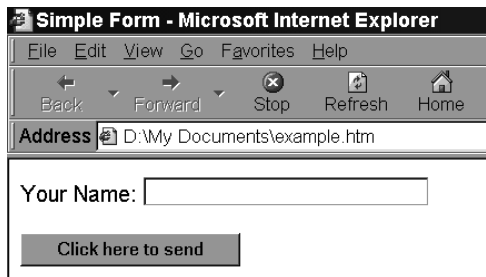 Simple Form - Microsoft Internet Explorer
File Edit View Go Favorites Help
Back Forward Stop Refresh Home
Address D:\My Documents\example.htm
Your Name:
Click here to send